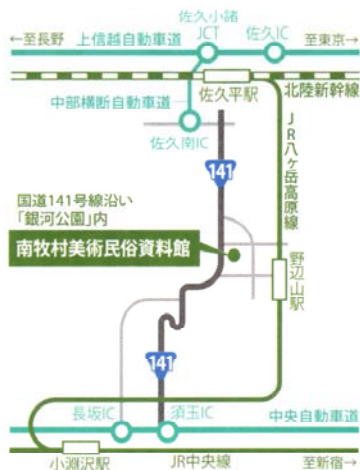 佐久小諸
JCT
佐久IC
←至長野
上信越自動車道
至東京→
佐久平駅
北陸新幹線
中部横断自動車道
佐久南IC
141
JR八ヶ岳高原線
国道141号線沿い
「銀河公園」内
南牧村美術民俗資料館
野辺山駅
141
長坂IC
須玉IC
中央自動車道
小淵沢駅
JR中央線
至新宿→